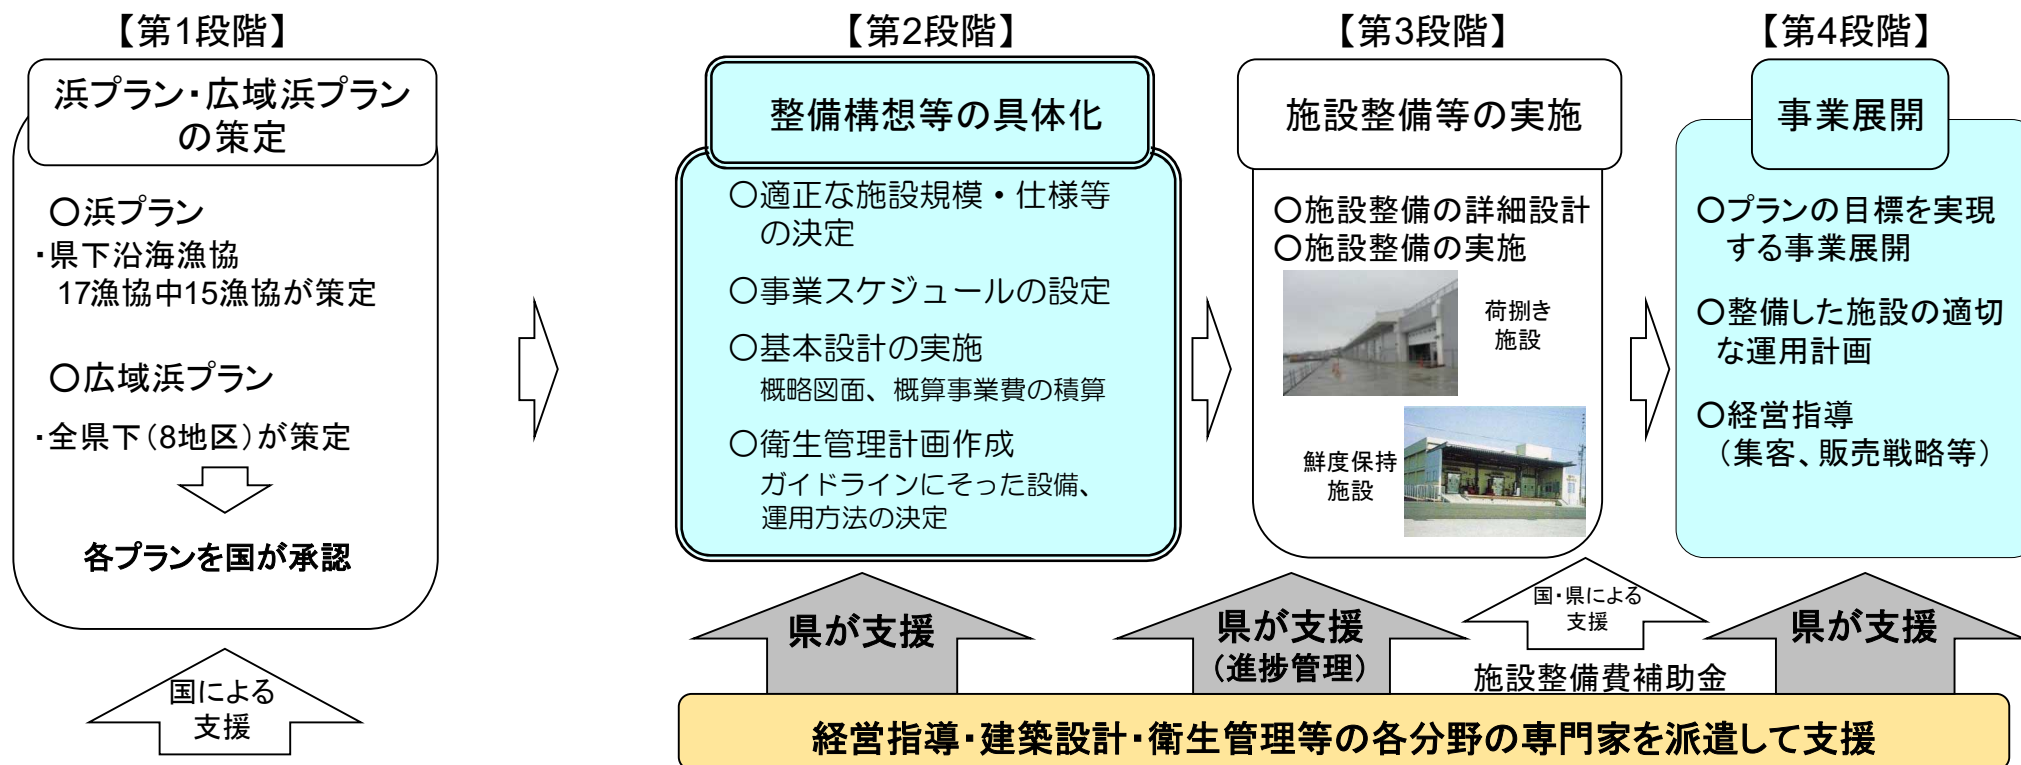 【第1段階】
浜プラン・広域浜プラン
の策定
〇浜プラン
・県下沿海漁協
17漁協中15漁協が策定
〇広域浜プラン
・全県下（8地区）が策定
各プランを国が承認
国による
支援
【第2段階】
整備構想等の具体化
〇適正な施設規模・仕様等
の決定
〇事業スケジュールの設定
〇基本設計の実施
概略図面、概算事業費の積算
〇衛生管理計画作成
ガイドラインにそった設備、
運用方法の決定
県が支援
【第3段階】
施設整備等の実施
〇施設整備の詳細設計
〇施設整備の実施
荷捌き
施設
鮮度保持
施設
県が支援
（進捗管理）
国・県による
支援
施設整備費補助金
【第4段階】
事業展開
〇プランの目標を実現
する事業展開
〇整備した施設の適切
な運用計画
〇経営指導
（集客、販売戦略等）
県が支援
経営指導・建築設計・衛生管理等の各分野の専門家を派遣して支援